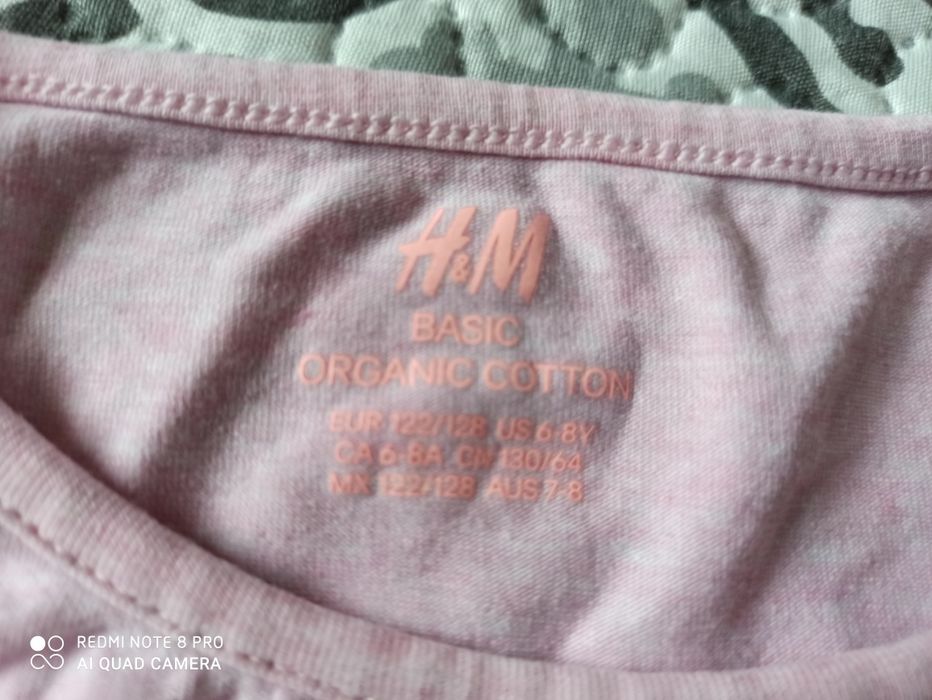 H&M
BASIC
ORGANIC COTTON
EUR 122/128 US 6-8Y
CA 6-8A CN 130/64
MX 122/128 AUS 7-8
REDMI NOTE 8 PRO
AI QUAD CAMERA